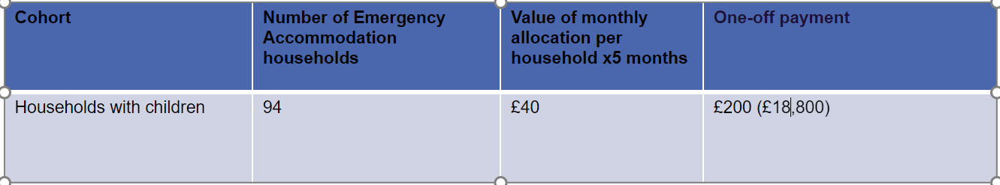 Cohort
Number of Emergency
Accommodation
households
Value of monthly
allocation per
household x5 months
One-off payment
Households with children
94
£40
£200 (£18,800)